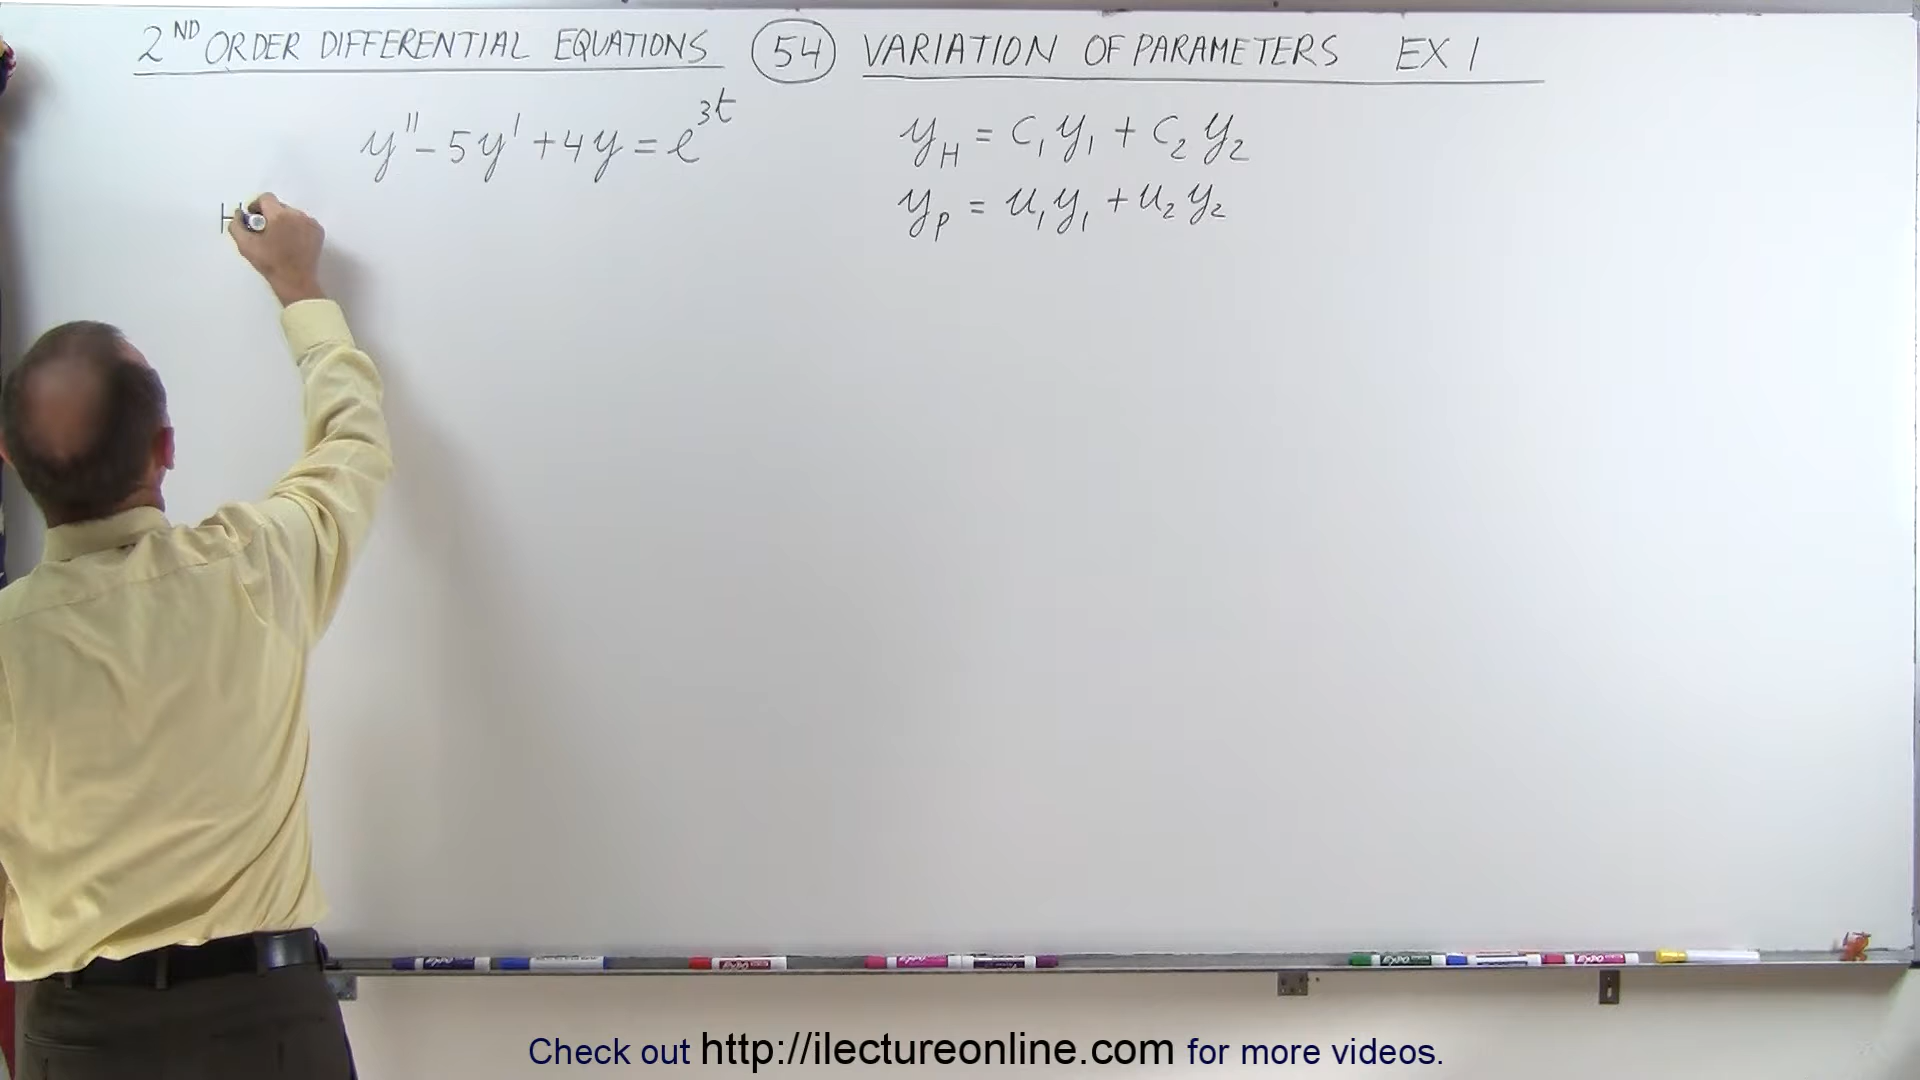 2ND ORDER DIFFERENTIAL EQUATIONS 54 VARIATION OF PARAMETERS EX 1
y'' - 5y' + 4y = e^{3t}
H
y_H = C_1 y_1 + C_2 y_2
y_P = u_1 y_1 + u_2 y_2
Check out http://ilectureonline.com for more videos.